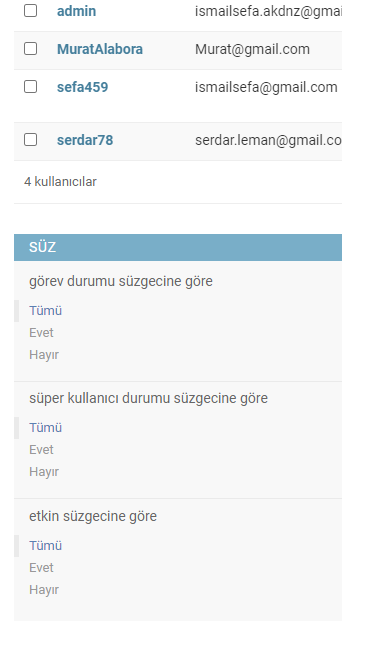 admin ismailsefa.akdnz@gmai
MuratAlabora Murat@gmail.com
sefa459 ismailsefa@gmail.com
serdar78 serdar.leman@gmail.co
4 kullanıcılar
SÜZ
görev durumu süzgecine göre
Tümü
Evet
Hayır
süper kullanıcı durumu süzgecine göre
Tümü
Evet
Hayır
etkin süzgecine göre
Tümü
Evet
Hayır